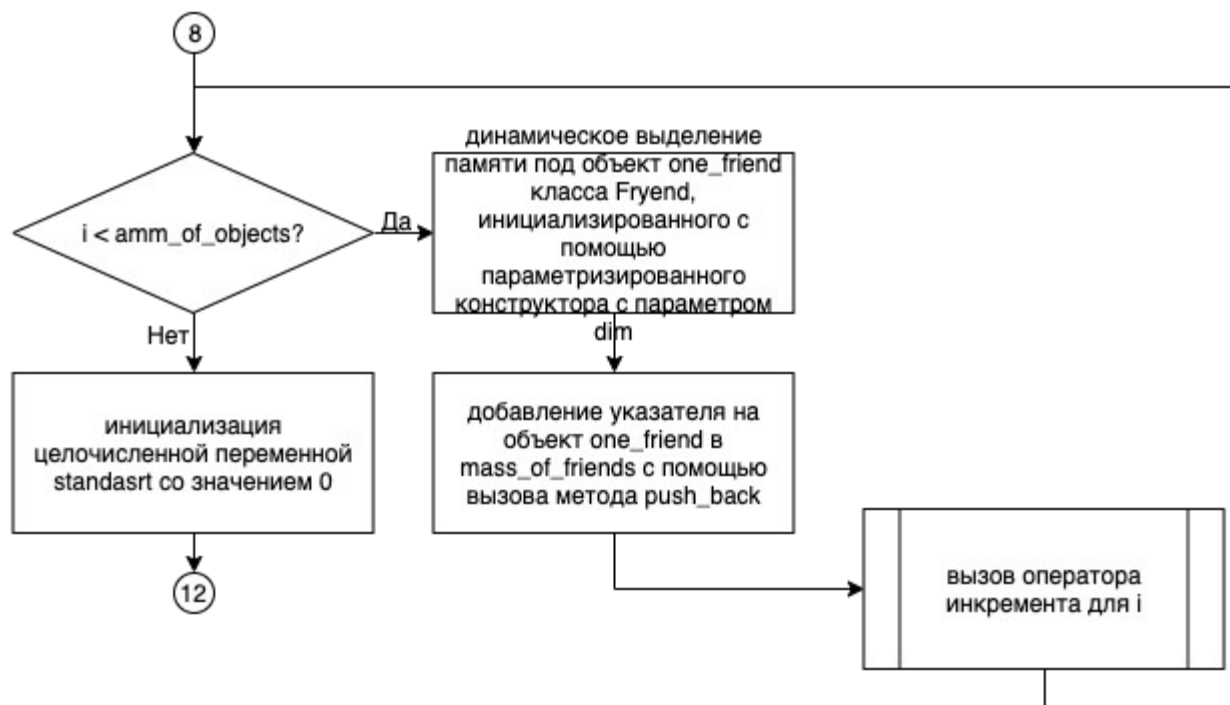 8
i < amm_of_objects?
Да
динамическое выделение
памяти под объект one_friend
класса Fryend,
инициализированного с
помощью
параметризированного
конструктора с параметром
dim
Нет
инициализация
целочисленной переменной
standasrt со значением 0
добавление указателя на
объект one_friend в
mass_of_friends с помощью
вызова метода push_back
вызов оператора
инкремента для i
12